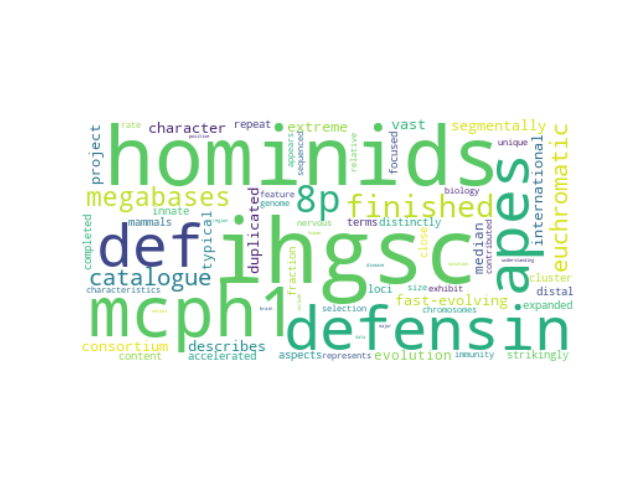 rate
character
repeat
extreme
vast
segmentally
positive
project
hominids
appears
sequenced
relative
focused
unique
international
euchromatic
megabases
innate
mammals
typical
duplicated
feature
genome
8p
finished
biology
apes
nervous
terms
distinctly
completed
def
ihgsc
close
median
contributed
understanding
catalogue
fraction
disease
loci
size
exhibit
cluster
distal
characteristics
mcph1
selection
fast-evolving
chromosomes
expanded
brain
major
defensin
consortium
describes
data
content
accelerated
aspects
represents
evolution
immunity
strikingly
region